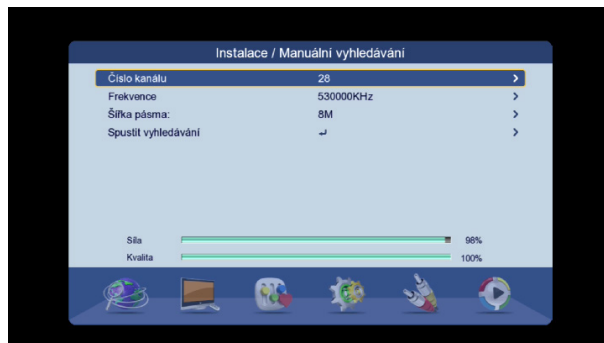 Instalace / Manuální vyhledávání
Číslo kanálu 28
Frekvence 530000KHz
Šířka pásma: 8M
Spustit vyhledávání
Síla 98%
Kvalita 100%